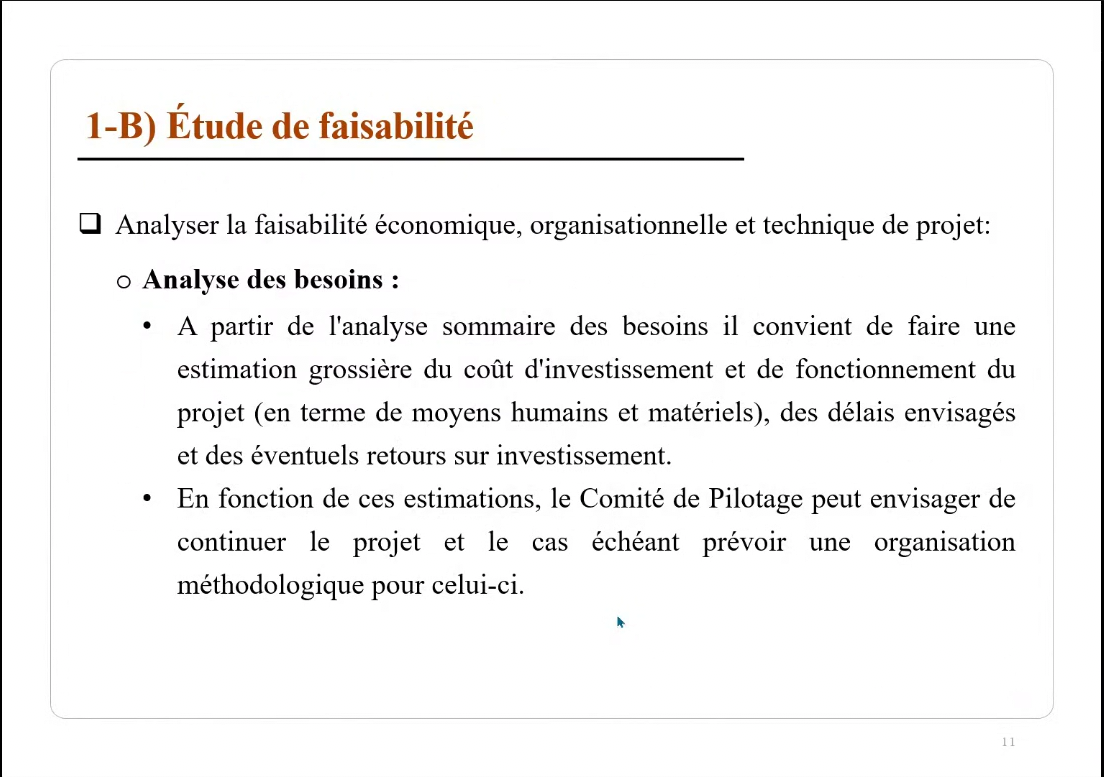 1-B) Étude de faisabilité
❑ Analyser la faisabilité économique, organisationnelle et technique de projet:
o Analyse des besoins :
• A partir de l'analyse sommaire des besoins il convient de faire une
estimation grossière du coût d'investissement et de fonctionnement du
projet (en terme de moyens humains et matériels), des délais envisagés
et des éventuels retours sur investissement.
• En fonction de ces estimations, le Comité de Pilotage peut envisager de
continuer le projet et le cas échéant prévoir une organisation
méthodologique pour celui-ci.
11